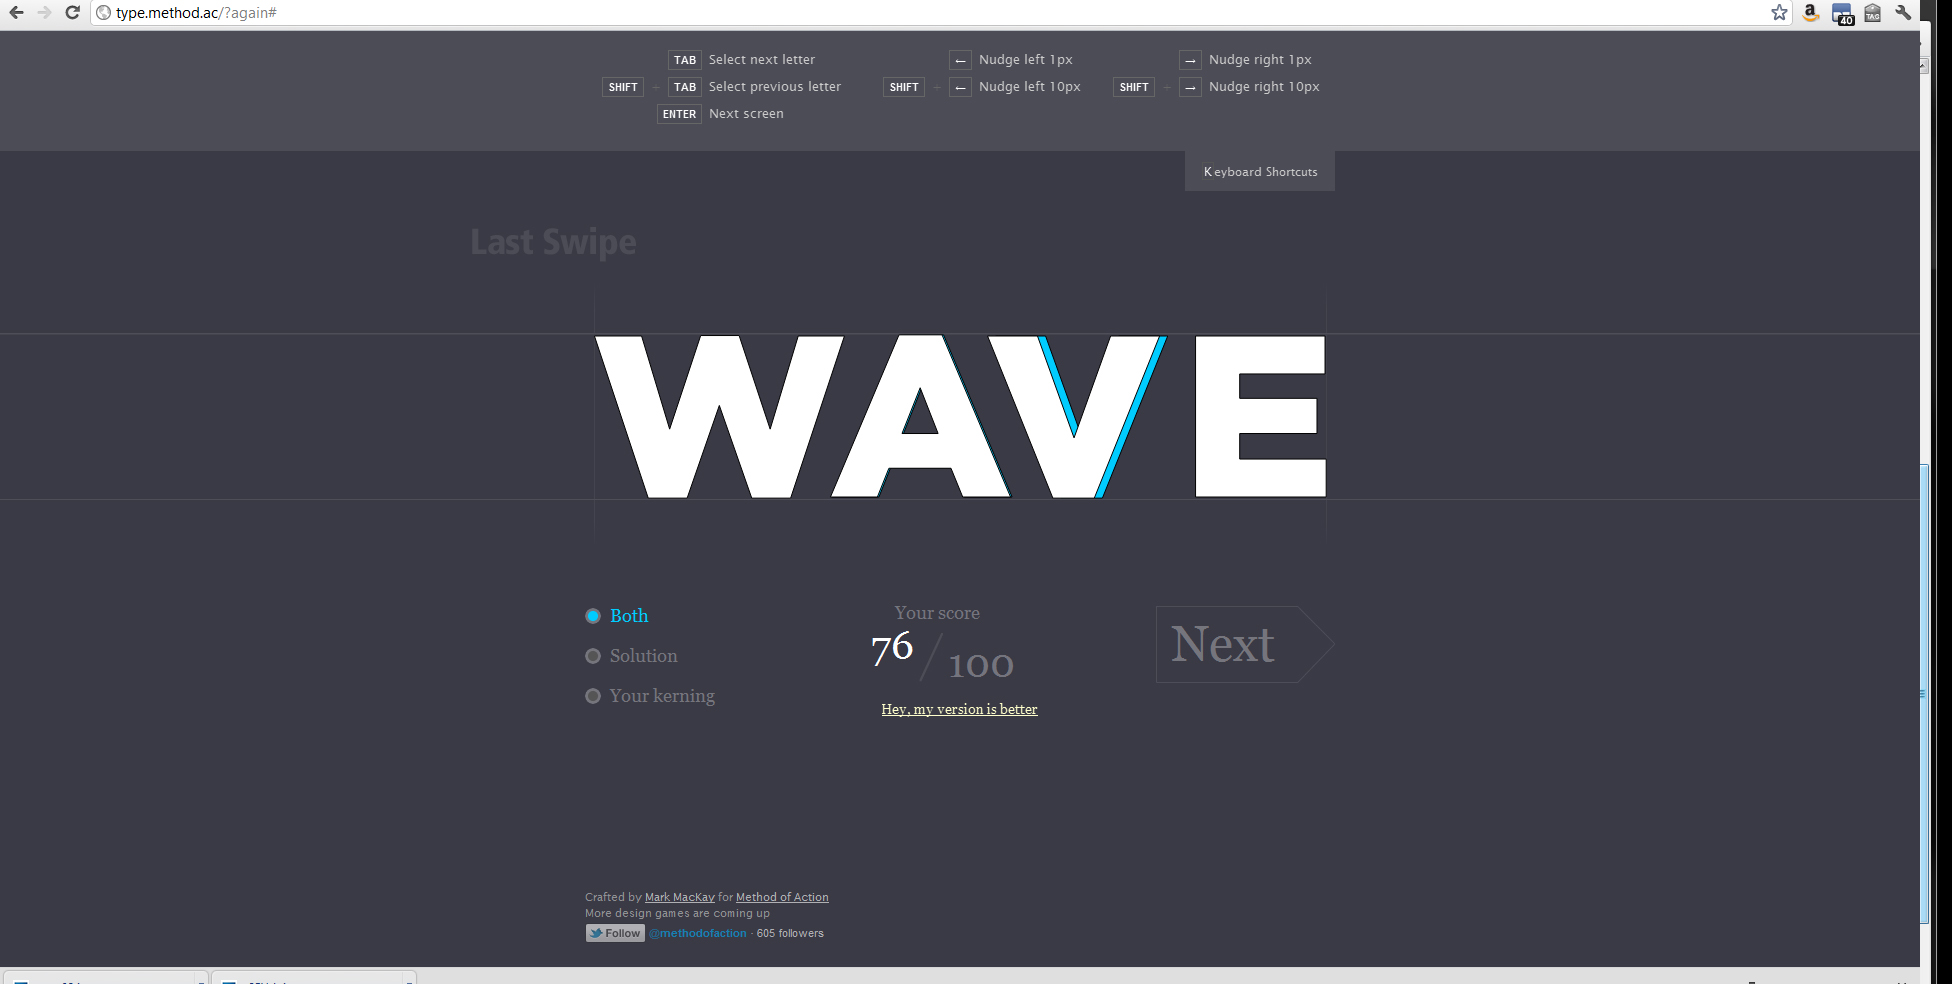 type.method.ac/?again#
40
TAG
TAB Select next letter ← Nudge left 1px → Nudge right 1px
SHIFT + TAB Select previous letter SHIFT + ← Nudge left 10px SHIFT + → Nudge right 10px
ENTER Next screen
Keyboard Shortcuts
Last Swipe
WAVE
Both
Solution
Your kerning
Your score
76/100
Hey, my version is better
Next
Crafted by Mark MacKay for Method of Action
More design games are coming up
Follow @methodofaction · 605 followers